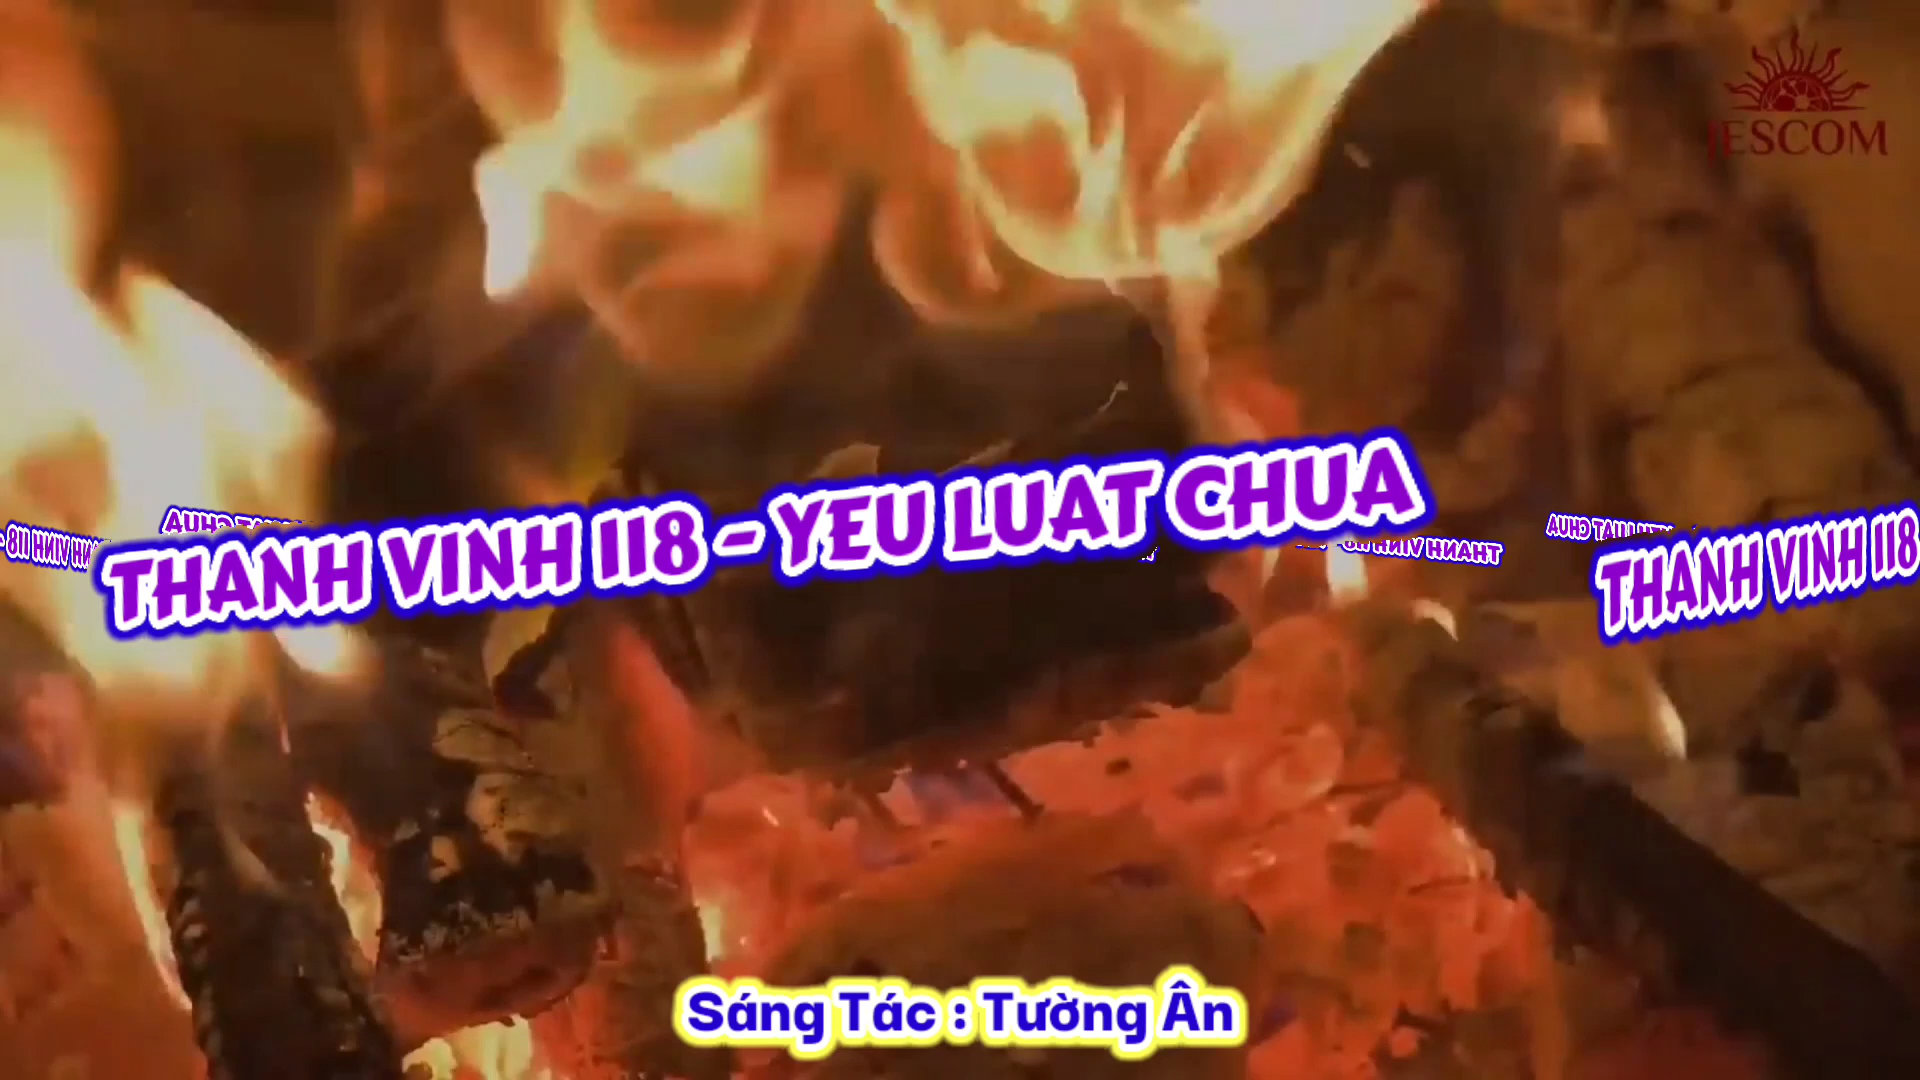 JESCOM
THANH VINH 118 - YEU LUAT CHUA
THANH VINH 118
Sáng Tác : Tường Ân